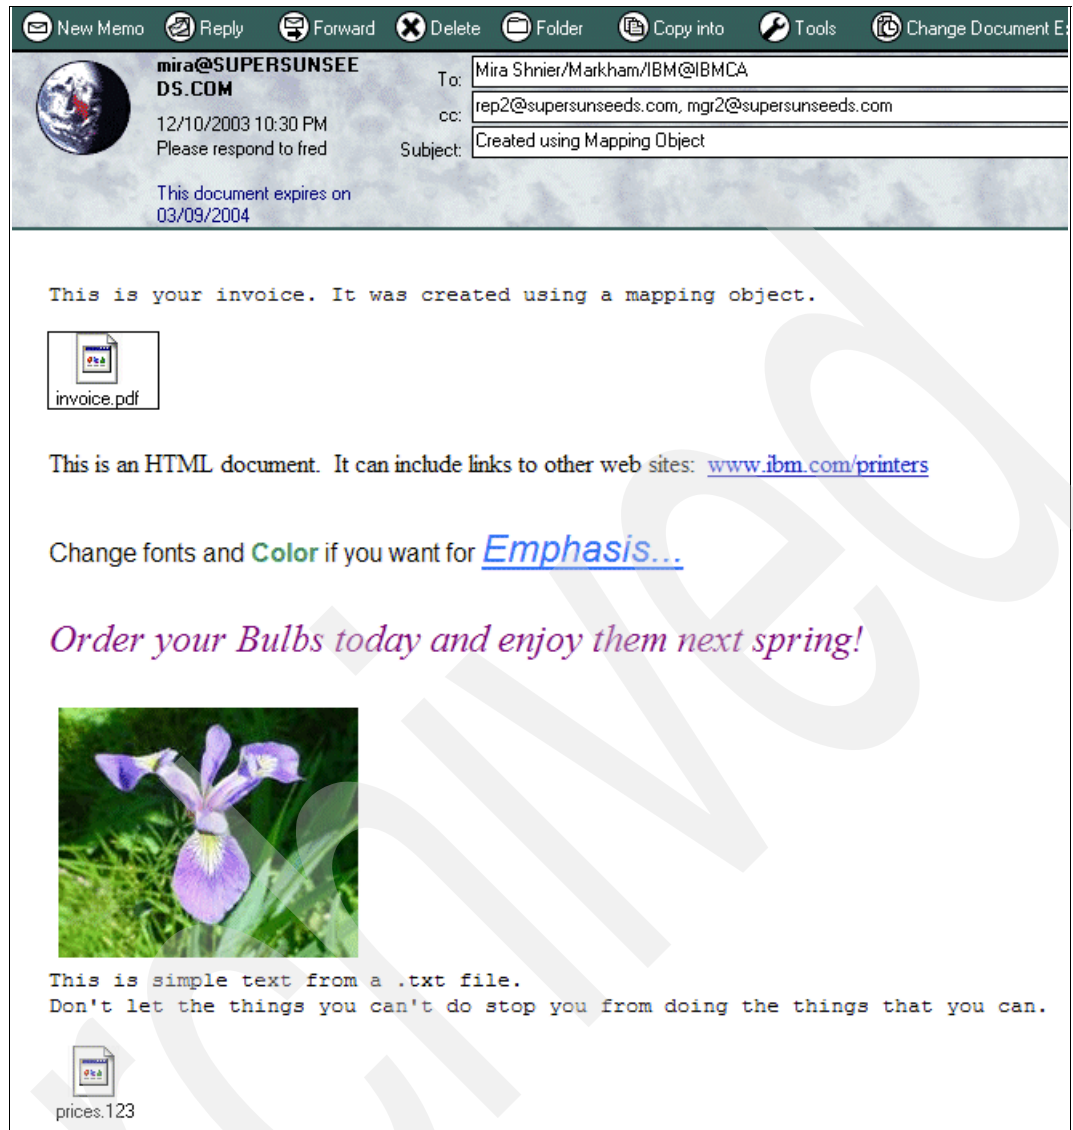 New Memo Reply Forward Delete Folder Copy into Tools Change Document E
mira@SUPERSUNSEE
DS.COM
12/10/2003 10:30 PM
Please respond to fred
This document expires on
03/09/2004
To: Mira Shnier/Markham/IBM@IBMCA
cc: rep2@supersunseeds.com, mgr2@supersunseeds.com
Subject: Created using Mapping Object
This is your invoice. It was created using a mapping object.
invoice.pdf
This is an HTML document. It can include links to other web sites: www.ibm.com/printers
Change fonts and Color if you want for Emphasis...
Order your Bulbs today and enjoy them next spring!
This is simple text from a .txt file.
Don't let the things you can't do stop you from doing the things that you can.
prices.123
chived